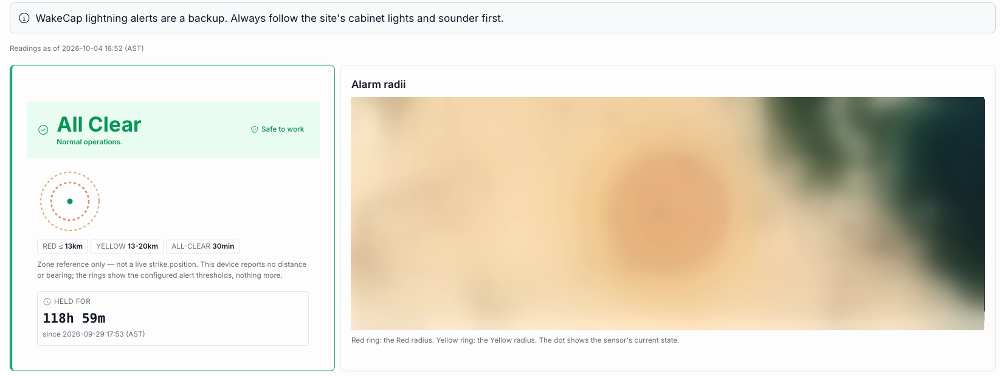 WakeCap lightning alerts are a backup. Always follow the site's cabinet lights and sounder first.
Readings as of 2026-10-04 16:52 (AST)
All Clear
Normal operations.
Safe to work
RED ≤ 13km
YELLOW 13-20km
ALL-CLEAR 30min
Zone reference only — not a live strike position. This device reports no distance
or bearing; the rings show the configured alert thresholds, nothing more.
HELD FOR
118h 59m
since 2026-09-29 17:53 (AST)
Alarm radii
Red ring: the Red radius. Yellow ring: the Yellow radius. The dot shows the sensor's current state.